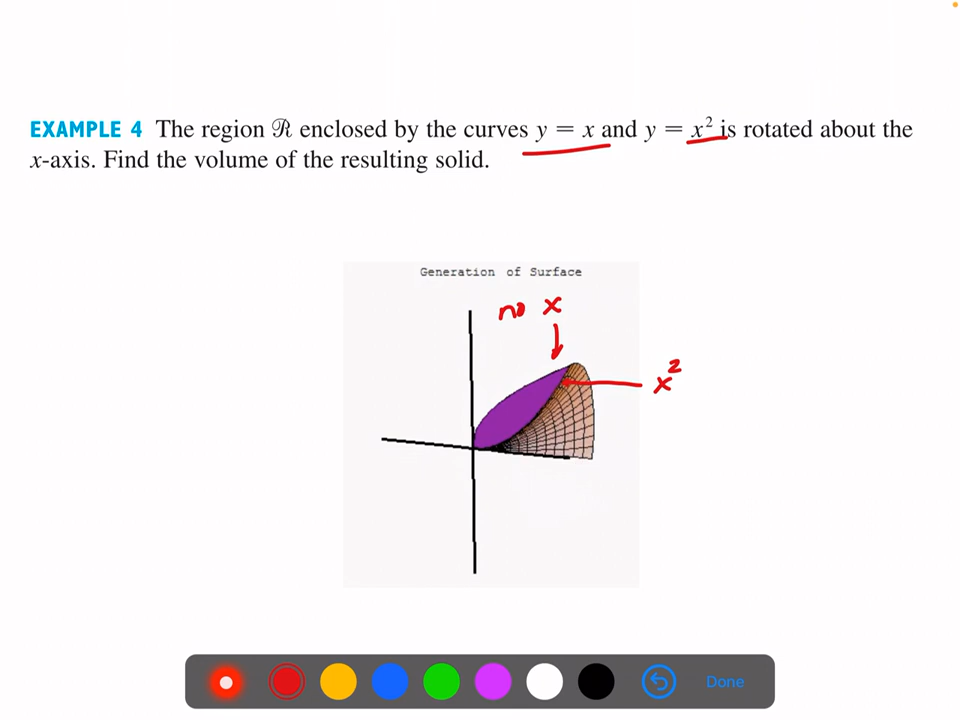 EXAMPLE 4 The region ℛ enclosed by the curves y = x and y = x² is rotated about the
x-axis. Find the volume of the resulting solid.
Generation of Surface
no x
x²
Done